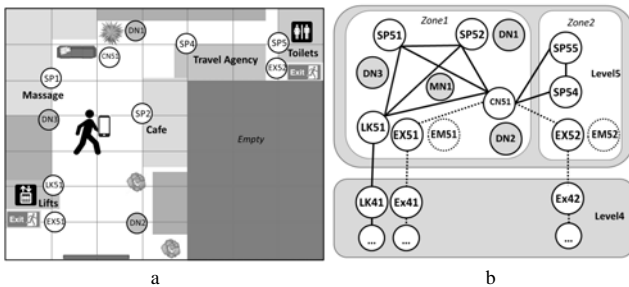 DN1
SP4
SP5
Toilets
CN51
Travel Agency
EX52
Exit
SP1
Massage
DN3
SP2
Cafe
Empty
LK51
Lifts
Exit
EX51
DN2
a
Zone1
Zone2
SP51
SP52
DN1
SP55
Level5
DN3
MN1
SP54
CN51
LK51
EX51
EM51
DN2
EX52
EM52
LK41
Ex41
Ex42
Level4
...
...
...
b